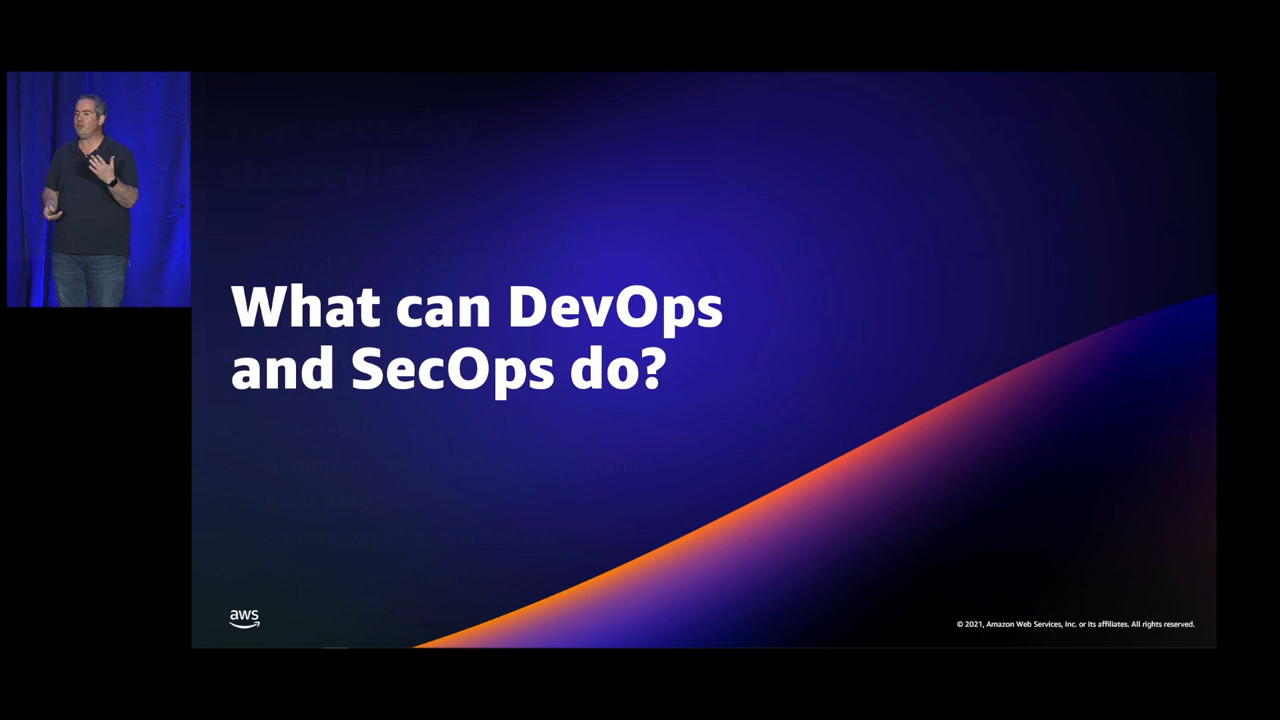 What can DevOps
and SecOps do?
aws
© 2021, Amazon Web Services, Inc. or its affiliates. All rights reserved.